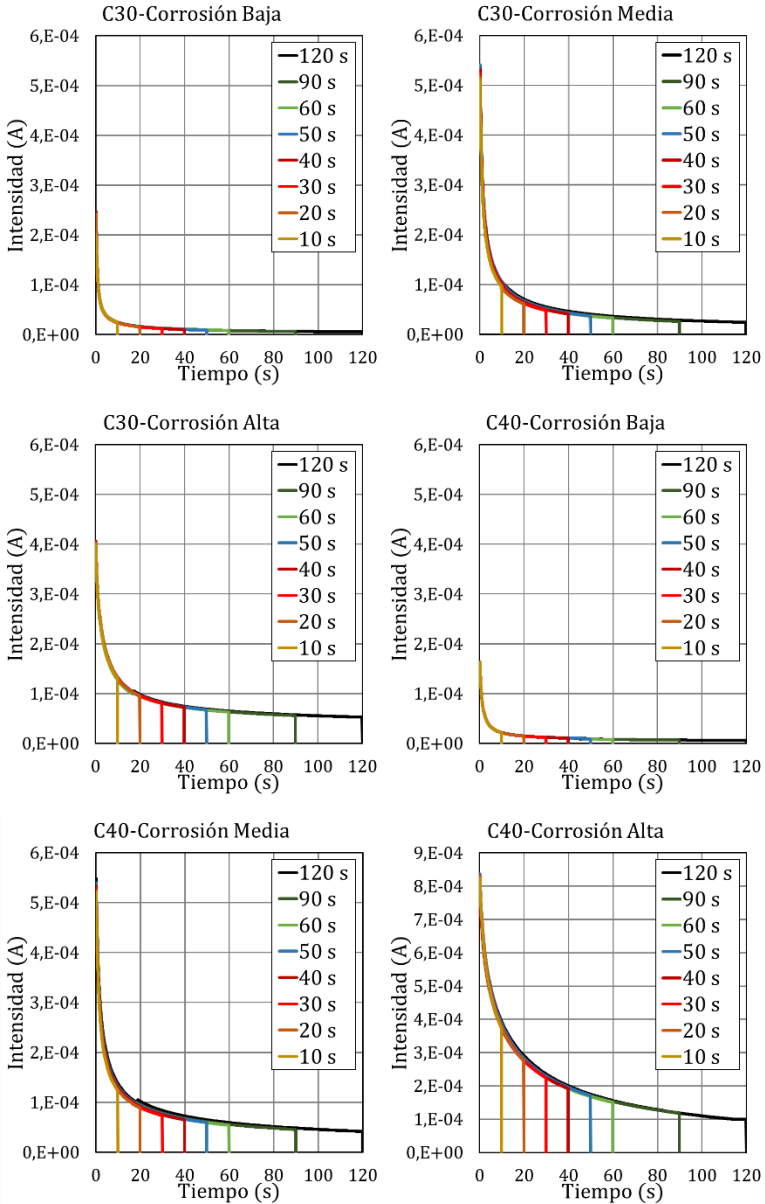 C30-Corrosión Baja
6,E-04
5,E-04
4,E-04
3,E-04
2,E-04
1,E-04
0,E+00
Intensidad (A)
120 s
90 s
60 s
50 s
40 s
30 s
20 s
10 s
0 20 40 60 80 100 120
Tiempo (s)
C30-Corrosión Media
6,E-04
5,E-04
4,E-04
3,E-04
2,E-04
1,E-04
0,E+00
Intensidad (A)
120 s
90 s
60 s
50 s
40 s
30 s
20 s
10 s
0 20 40 60 80 100 120
Tiempo (s)
C30-Corrosión Alta
6,E-04
5,E-04
4,E-04
3,E-04
2,E-04
1,E-04
0,E+00
Intensidad (A)
120 s
90 s
60 s
50 s
40 s
30 s
20 s
10 s
0 20 40 60 80 100 120
Tiempo (s)
C40-Corrosión Baja
6,E-04
5,E-04
4,E-04
3,E-04
2,E-04
1,E-04
0,E+00
Intensidad (A)
120 s
90 s
60 s
50 s
40 s
30 s
20 s
10 s
0 20 40 60 80 100 120
Tiempo (s)
C40-Corrosión Media
6,E-04
5,E-04
4,E-04
3,E-04
2,E-04
1,E-04
0,E+00
Intensidad (A)
120 s
90 s
60 s
50 s
40 s
30 s
20 s
10 s
0 20 40 60 80 100 120
Tiempo (s)
C40-Corrosión Alta
9,E-04
8,E-04
7,E-04
6,E-04
5,E-04
4,E-04
3,E-04
2,E-04
1,E-04
0,E+00
Intensidad (A)
120 s
90 s
60 s
50 s
40 s
30 s
20 s
10 s
0 20 40 60 80 100 120
Tiempo (s)